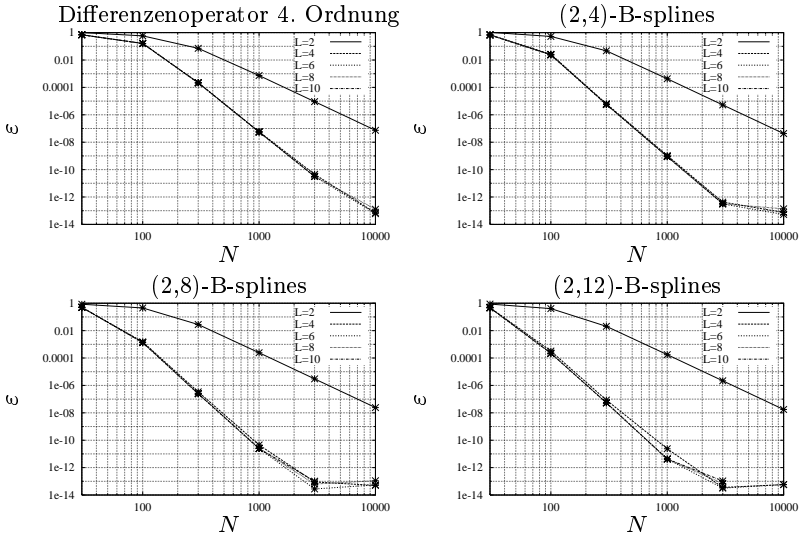 Differenzenoperator 4. Ordnung
1
0.01
0.0001
1e-06
1e-08
1e-10
1e-12
1e-14
ε
100
1000
10000
N
L=2
L=4
L=6
L=8
L=10
(2,4)-B-splines
1
0.01
0.0001
1e-06
1e-08
1e-10
1e-12
1e-14
ε
100
1000
10000
N
L=2
L=4
L=6
L=8
L=10
(2,8)-B-splines
1
0.01
0.0001
1e-06
1e-08
1e-10
1e-12
1e-14
ε
100
1000
10000
N
L=2
L=4
L=6
L=8
L=10
(2,12)-B-splines
1
0.01
0.0001
1e-06
1e-08
1e-10
1e-12
1e-14
ε
100
1000
10000
N
L=2
L=4
L=6
L=8
L=10